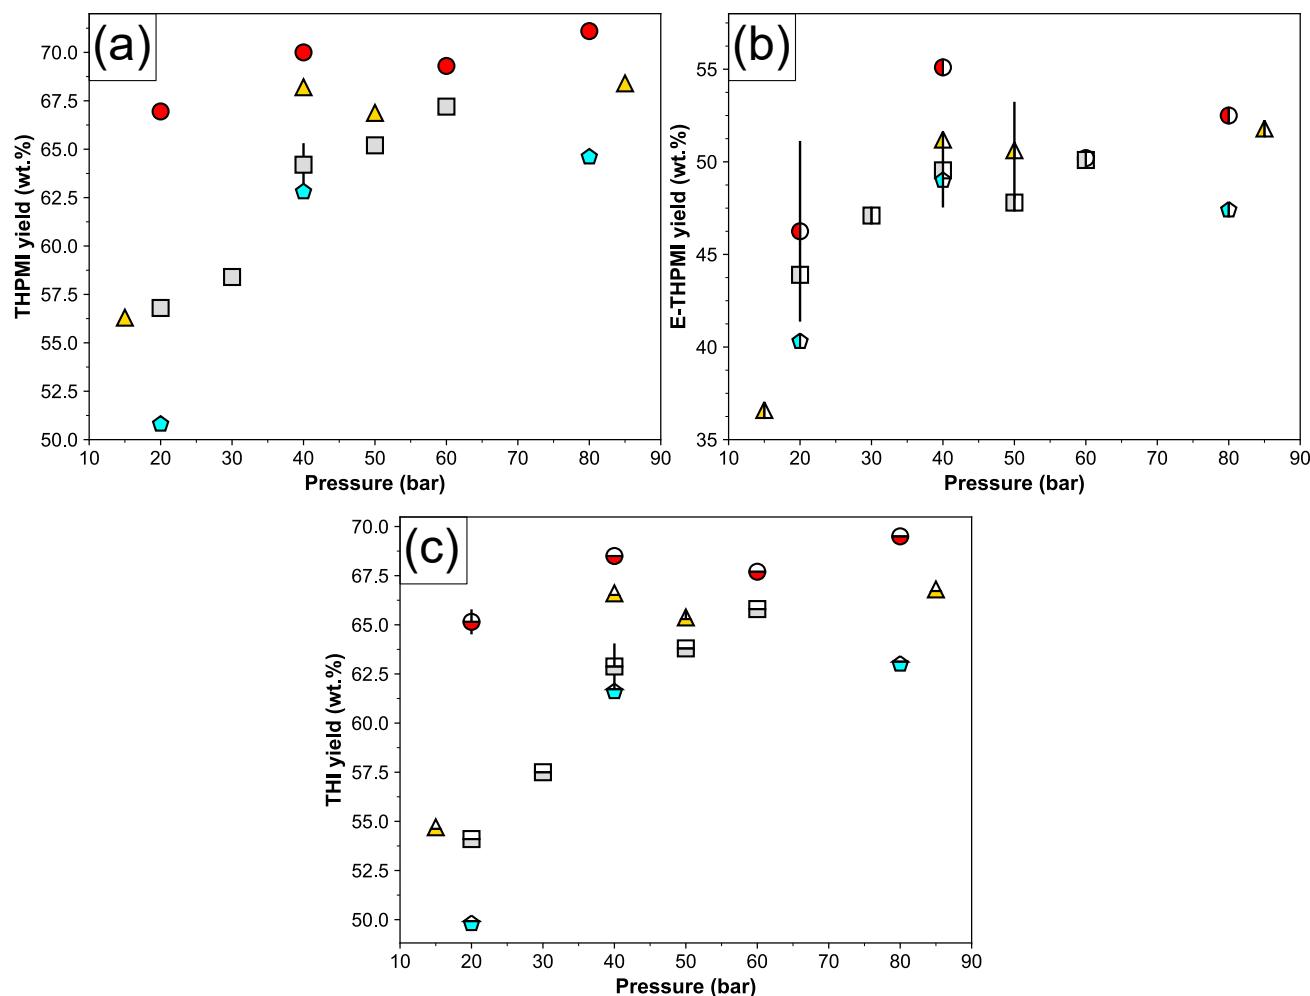 (a)
THPMI yield (wt.%)
70.0
67.5
65.0
62.5
60.0
57.5
55.0
52.5
50.0
10 20 30 40 50 60 70 80 90
Pressure (bar)
(b)
E-THPMI yield (wt.%)
55
50
45
40
35
10 20 30 40 50 60 70 80 90
Pressure (bar)
(c)
THI yield (wt.%)
70.0
67.5
65.0
62.5
60.0
57.5
55.0
52.5
50.0
10 20 30 40 50 60 70 80 90
Pressure (bar)